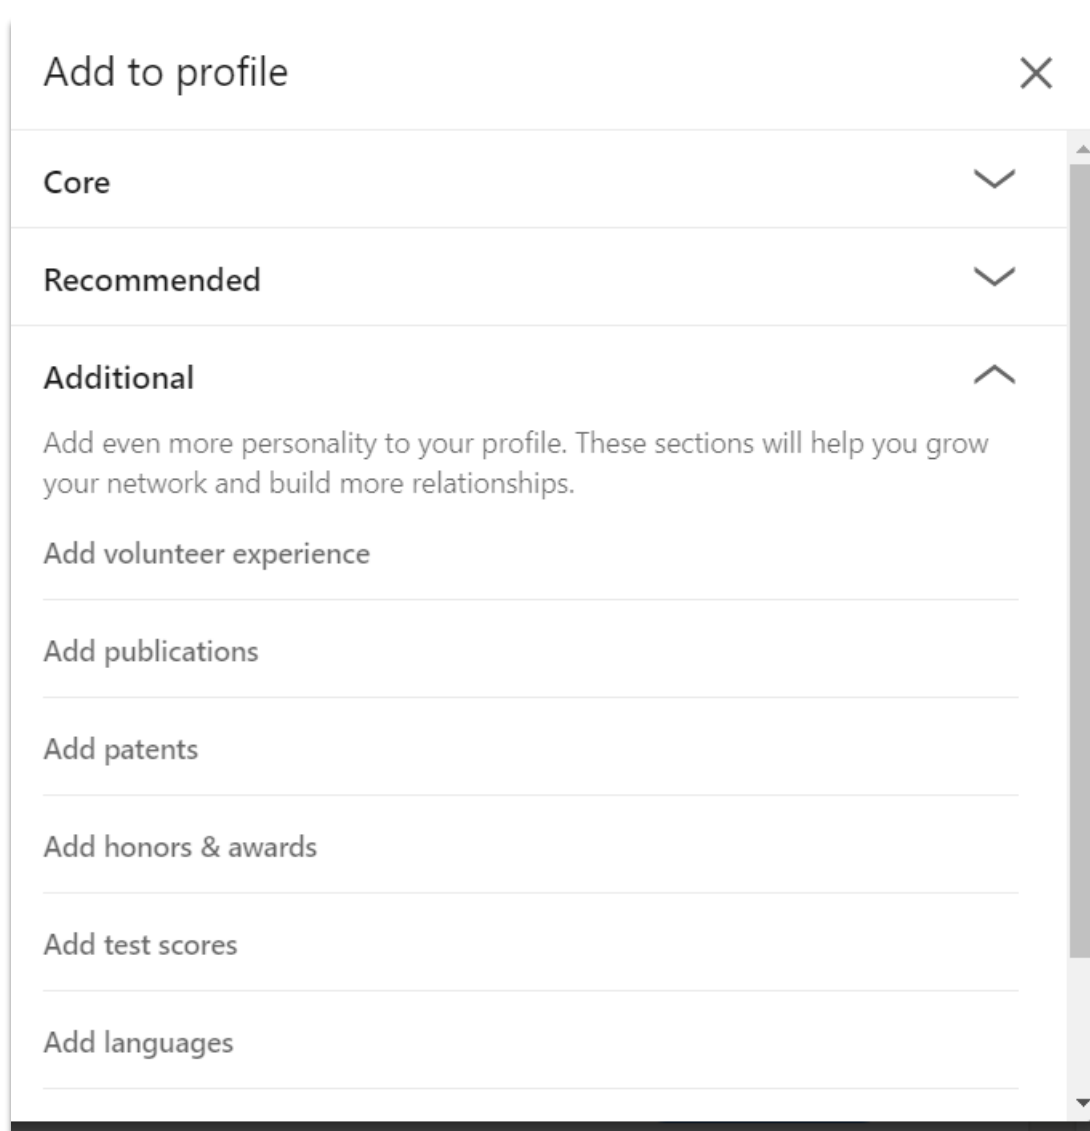 Add to profile
Core
Recommended
Additional
Add even more personality to your profile. These sections will help you grow
your network and build more relationships.
Add volunteer experience
Add publications
Add patents
Add honors & awards
Add test scores
Add languages